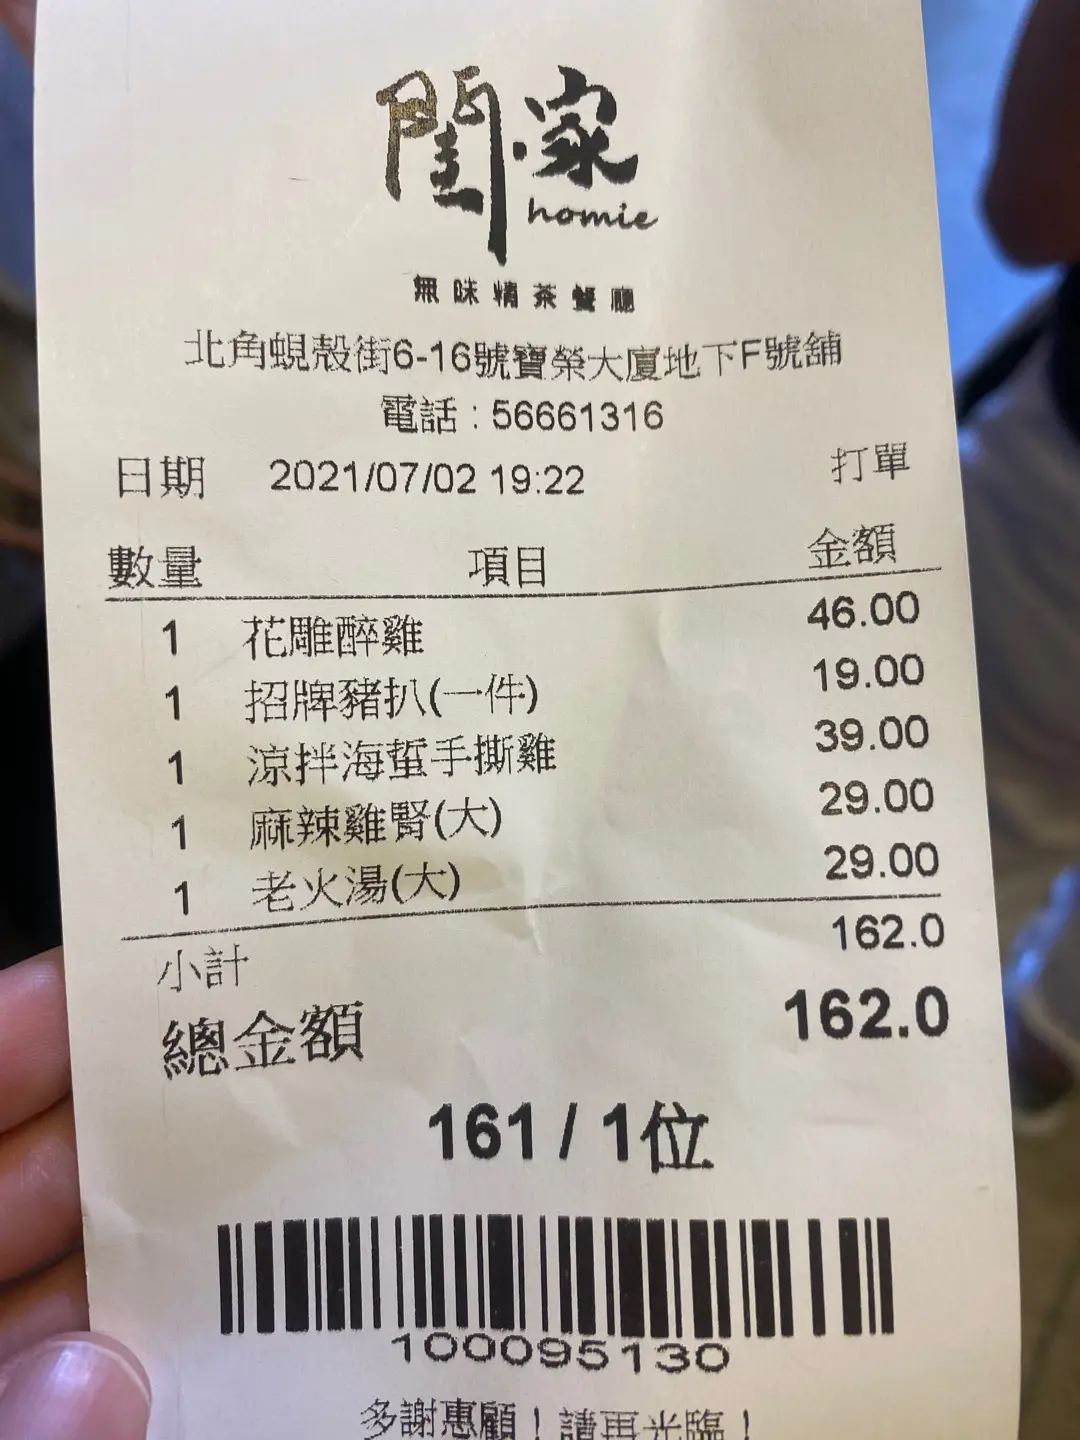 閨·家
homie
無味精茶餐廳
北角蜆殼街6-16號寶榮大廈地下F號舖
電話 : 56661316
日期 2021/07/02 19:22 打單
數量 項目 金額
1 花雕醉雞 46.00
1 招牌豬扒(一件) 19.00
1 涼拌海蜇手撕雞 39.00
1 麻辣雞腎(大) 29.00
1 老火湯(大) 29.00
小計 162.0
總金額 162.0
161 / 1位
100095130
多謝惠顧！請再光臨！